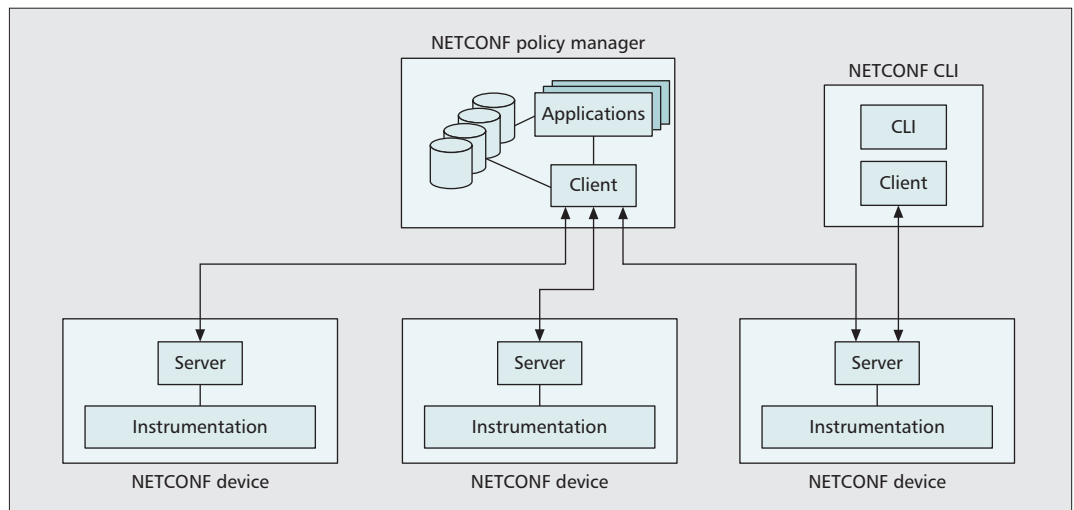 NETCONF policy manager
NETCONF CLI
Applications
CLI
Client
Client
Server
Server
Server
Instrumentation
Instrumentation
Instrumentation
NETCONF device
NETCONF device
NETCONF device